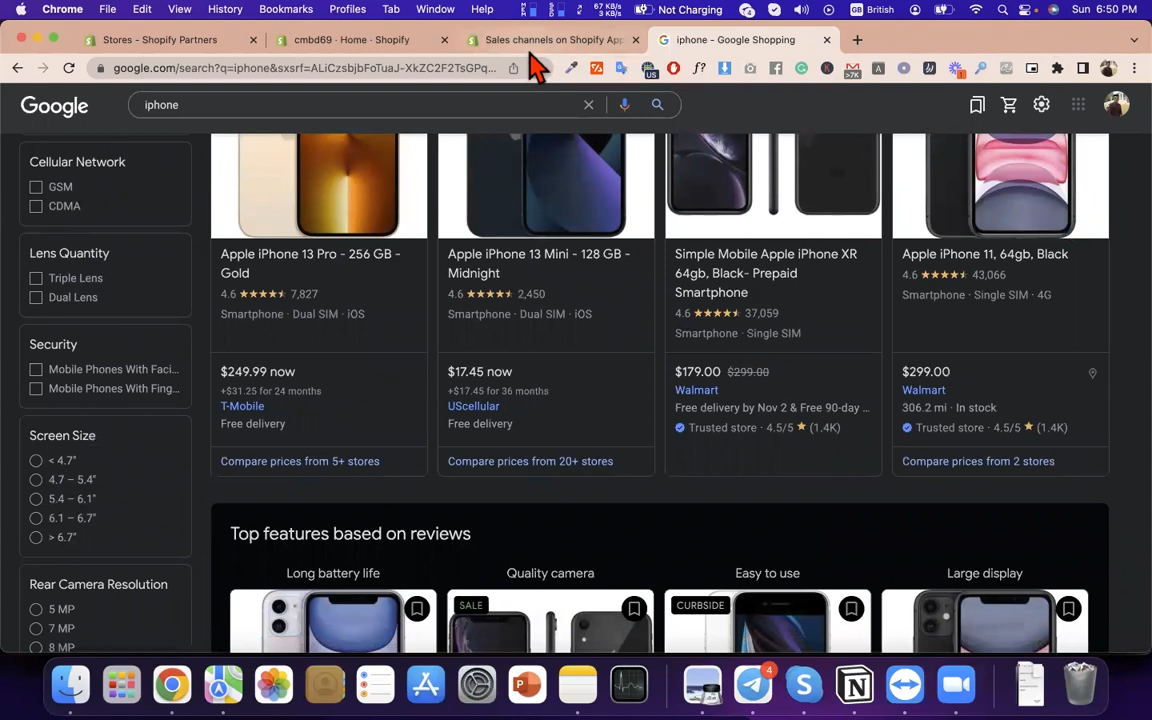 Chrome File Edit View History Bookmarks Profiles Tab Window Help 67 KB/s 3 KB/s Not Charging 4 British Sun 6:50 PM
Stores - Shopify Partners
cmbd69 · Home · Shopify
Sales channels on Shopify App
iphone - Google Shopping
google.com/search?q=iphone&sxsrf=ALiCzsbjbFoTuaJ-XkZC2F2TsGPq...
US
f?
>7K
Google
iphone
Cellular Network
GSM
CDMA
Lens Quantity
Triple Lens
Dual Lens
Security
Mobile Phones With Faci...
Mobile Phones With Fing...
Screen Size
< 4.7"
4.7 – 5.4"
5.4 – 6.1"
6.1 – 6.7"
> 6.7"
Rear Camera Resolution
5 MP
7 MP
8 MP
Apple iPhone 13 Pro - 256 GB -
Gold
4.6 7,827
Smartphone · Dual SIM · iOS
$249.99 now
+$31.25 for 24 months
T-Mobile
Free delivery
Compare prices from 5+ stores
Apple iPhone 13 Mini - 128 GB -
Midnight
4.6 2,450
Smartphone · Dual SIM · iOS
$17.45 now
+$17.45 for 36 months
UScellular
Free delivery
Compare prices from 20+ stores
Simple Mobile Apple iPhone XR
64gb, Black- Prepaid
Smartphone
4.6 37,059
Smartphone · Single SIM
$179.00 $299.00
Walmart
Free delivery by Nov 2 & Free 90-day ...
Trusted store · 4.5/5 ★ (1.4K)
Apple iPhone 11, 64gb, Black
4.6 43,066
Smartphone · Single SIM · 4G
$299.00
Walmart
306.2 mi · In stock
Trusted store · 4.5/5 ★ (1.4K)
Compare prices from 2 stores
Top features based on reviews
Long battery life
Quality camera
Easy to use
Large display
SALE
CURBSIDE
4